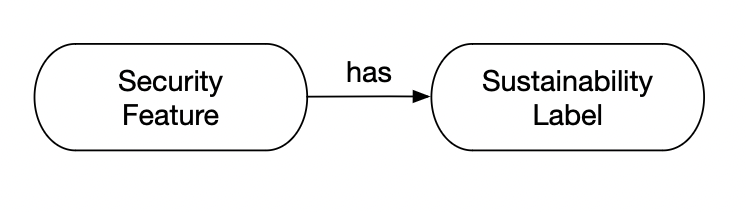 Security
Feature
has
Sustainability
Label